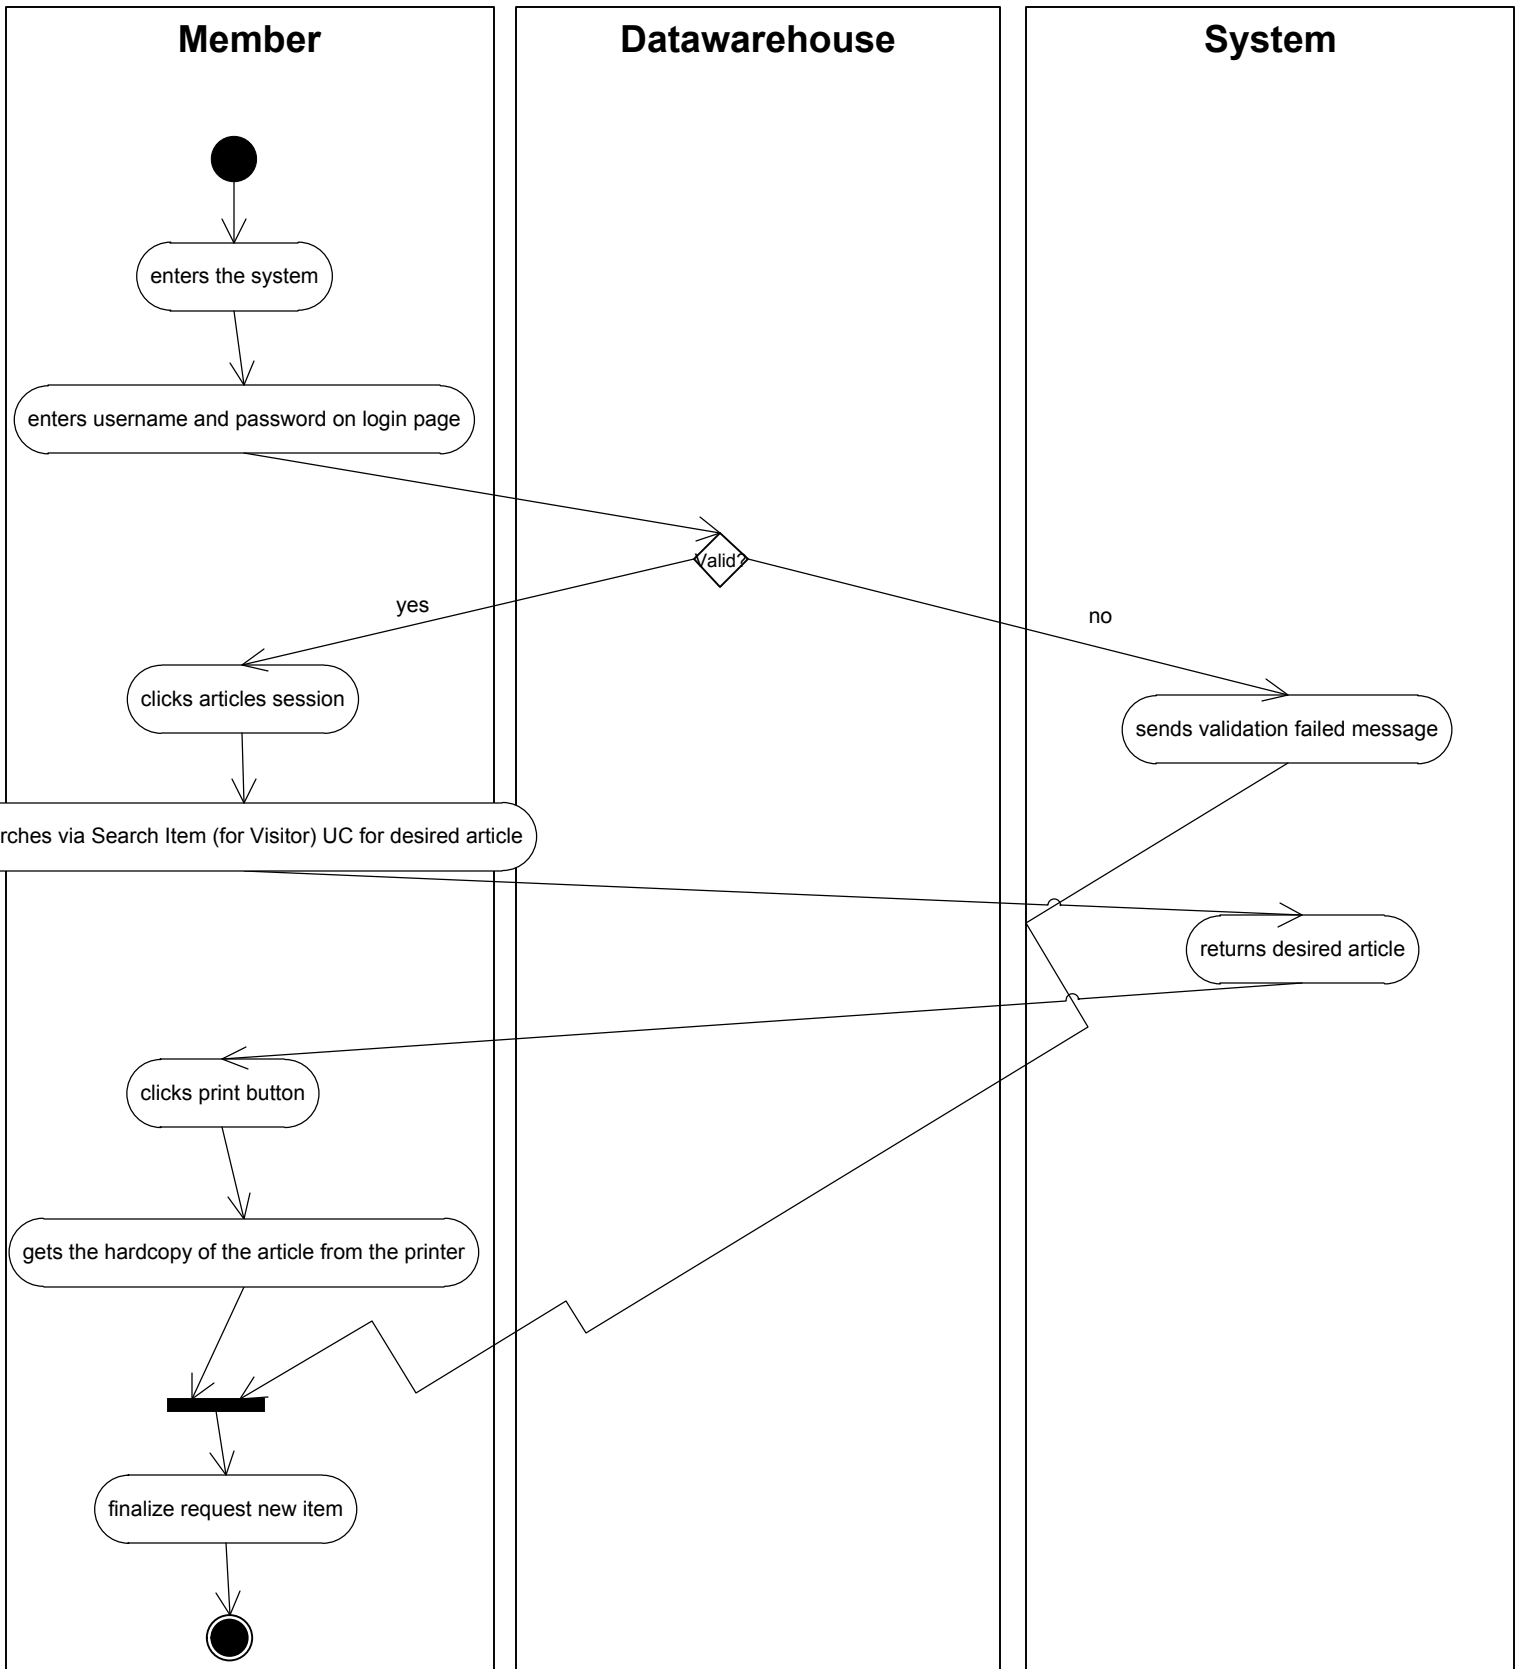 Member
Datawarehouse
System
enters the system
enters username and password on login page
Valid?
yes
no
clicks articles session
sends validation failed message
rches via Search Item (for Visitor) UC for desired article
returns desired article
clicks print button
gets the hardcopy of the article from the printer
finalize request new item